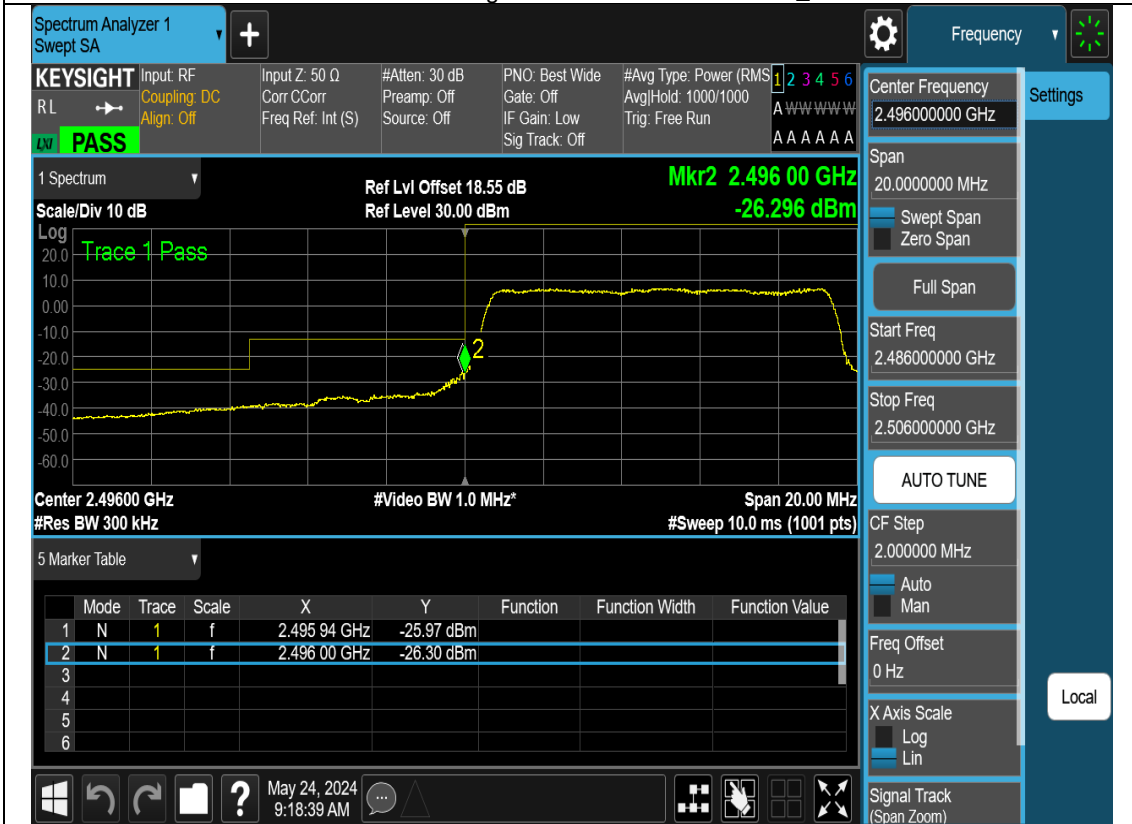 Spectrum Analyzer 1
Swept SA
+
Frequency
KEYSIGHT
R L
LXI PASS
Input: RF
Coupling: DC
Align: Off
Input Z: 50 Ω
Corr CCorr
Freq Ref: Int (S)
#Atten: 30 dB
Preamp: Off
Source: Off
PNO: Best Wide
Gate: Off
IF Gain: Low
Sig Track: Off
#Avg Type: Power (RMS
Avg|Hold: 1000/1000
Trig: Free Run
1 2 3 4 5 6
A W W W W W
A A A A A A
1 Spectrum
Scale/Div 10 dB
Ref Lvl Offset 18.55 dB
Ref Level 30.00 dBm
Mkr2 2.496 00 GHz
-26.296 dBm
Log
Trace 1 Pass
20.0
10.0
0.00
-10.0
-20.0
-30.0
-40.0
-50.0
-60.0
2
Center 2.49600 GHz
#Res BW 300 kHz
#Video BW 1.0 MHz*
Span 20.00 MHz
#Sweep 10.0 ms (1001 pts)
5 Marker Table
Mode Trace Scale X Y Function Function Width Function Value
1 N 1 f 2.495 94 GHz -25.97 dBm
2 N 1 f 2.496 00 GHz -26.30 dBm
3
4
5
6
?
May 24, 2024
9:18:39 AM
Center Frequency
2.496000000 GHz
Span
20.0000000 MHz
Swept Span
Zero Span
Full Span
Start Freq
2.486000000 GHz
Stop Freq
2.506000000 GHz
AUTO TUNE
CF Step
2.000000 MHz
Auto
Man
Freq Offset
0 Hz
X Axis Scale
Log
Lin
Signal Track
(Span Zoom)
Settings
Local